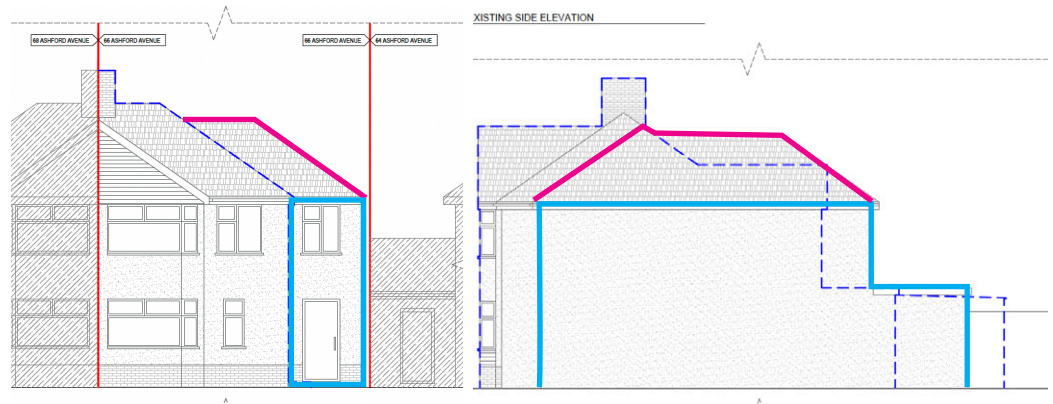 68 ASHFORD AVENUE
66 ASHFORD AVENUE
66 ASHFORD AVENUE
64 ASHFORD AVENUE
XISTING SIDE ELEVATION